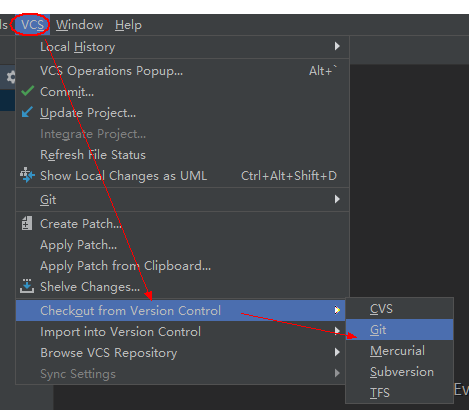 ls VCS Window Help
Local History
VCS Operations Popup... Alt+`
Commit...
Update Project...
Integrate Project...
Refresh File Status
Show Local Changes as UML Ctrl+Alt+Shift+D
Git
Create Patch...
Apply Patch...
Apply Patch from Clipboard...
Shelve Changes...
Checkout from Version Control
Import into Version Control
Browse VCS Repository
Sync Settings
CVS
Git
Mercurial
Subversion
TFS
Ev